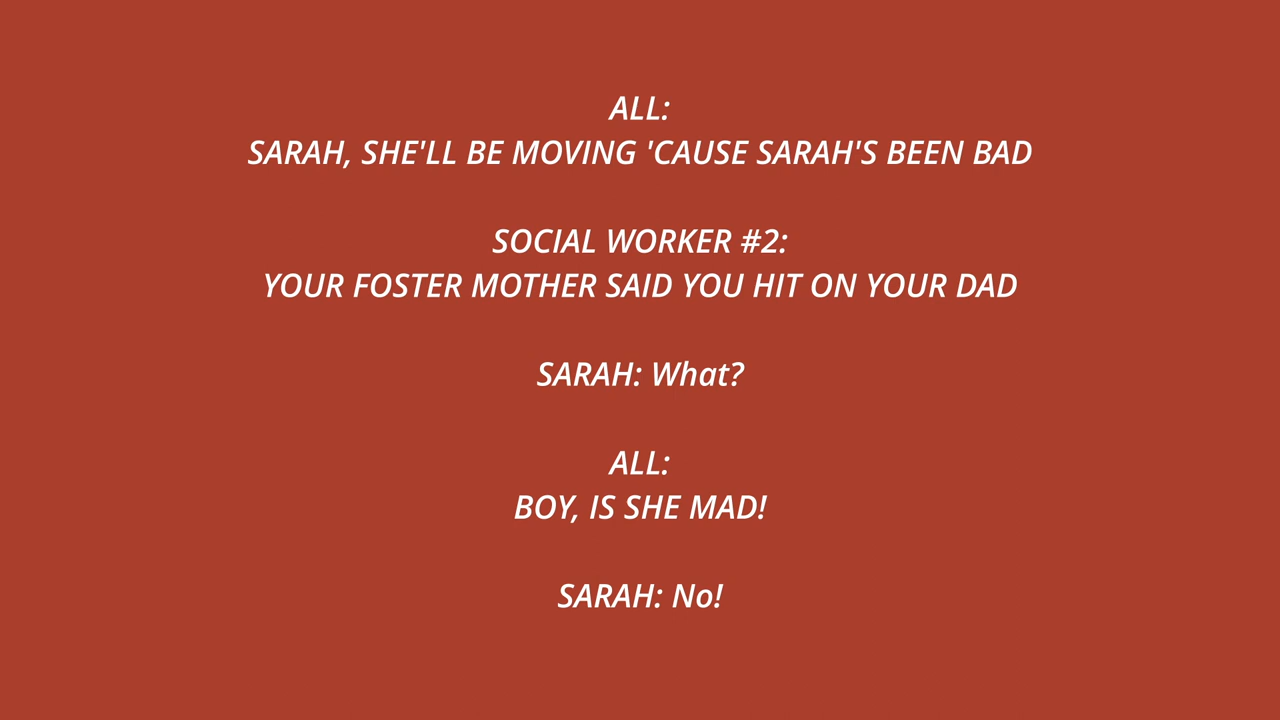 ALL:
SARAH, SHE'LL BE MOVING 'CAUSE SARAH'S BEEN BAD
SOCIAL WORKER #2:
YOUR FOSTER MOTHER SAID YOU HIT ON YOUR DAD
SARAH: What?
ALL:
BOY, IS SHE MAD!
SARAH: No!